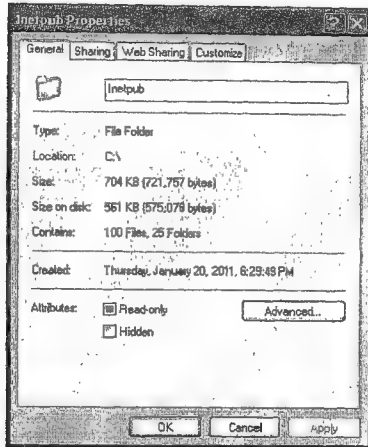 Inetpub Properties
General Sharing Web Sharing Customize
Inetpub
Type: File Folder
Location: C:\
Size: 704 KB (721,757 bytes)
Size on disk: 561 KB (575,079 bytes)
Contains: 100 Files, 25 Folders
Created: Thursday, January 20, 2011, 6:29:49 PM
Attributes: Read-only Advanced...
Hidden
OK Cancel Apply